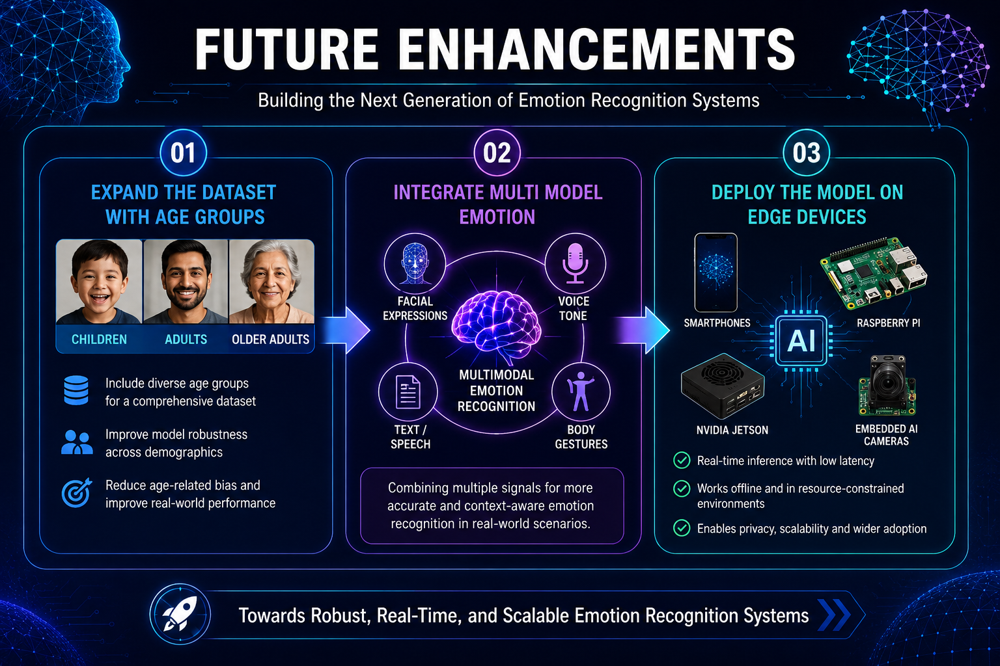 FUTURE ENHANCEMENTS
Building the Next Generation of Emotion Recognition Systems
01
EXPAND THE DATASET
WITH AGE GROUPS
CHILDREN
ADULTS
OLDER ADULTS
Include diverse age groups
for a comprehensive dataset
Improve model robustness
across demographics
Reduce age-related bias and
improve real-world performance
02
INTEGRATE MULTI MODEL
EMOTION
FACIAL
EXPRESSIONS
VOICE
TONE
MULTIMODAL
EMOTION
RECOGNITION
TEXT /
SPEECH
BODY
GESTURES
Combining multiple signals for more
accurate and context-aware emotion
recognition in real-world scenarios.
03
DEPLOY THE MODEL ON
EDGE DEVICES
SMARTPHONES
RASPBERRY PI
AI
NVIDIA JETSON
EMBEDDED AI
CAMERAS
Real-time inference with low latency
Works offline and in resource-constrained
environments
Enables privacy, scalability and wider adoption
Towards Robust, Real-Time, and Scalable Emotion Recognition Systems